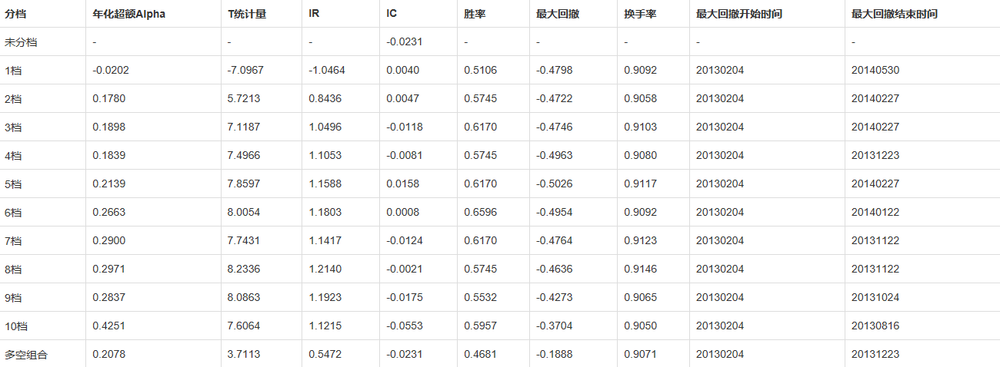 分档 年化超额Alpha T统计量 IR IC 胜率 最大回撤 换手率 最大回撤开始时间 最大回撤结束时间
未分档 - - - -0.0231 - - - - -
1档 -0.0202 -7.0967 -1.0464 0.0040 0.5106 -0.4798 0.9092 20130204 20140530
2档 0.1780 5.7213 0.8436 0.0047 0.5745 -0.4722 0.9058 20130204 20140227
3档 0.1898 7.1187 1.0496 -0.0118 0.6170 -0.4746 0.9103 20130204 20140227
4档 0.1839 7.4966 1.1053 -0.0081 0.5745 -0.4963 0.9080 20130204 20131223
5档 0.2139 7.8597 1.1588 0.0158 0.6170 -0.5026 0.9117 20130204 20140227
6档 0.2663 8.0054 1.1803 0.0008 0.6596 -0.4954 0.9092 20130204 20140122
7档 0.2900 7.7431 1.1417 -0.0124 0.6170 -0.4764 0.9123 20130204 20131122
8档 0.2971 8.2336 1.2140 -0.0021 0.5745 -0.4636 0.9146 20130204 20131122
9档 0.2837 8.0863 1.1923 -0.0175 0.5532 -0.4273 0.9065 20130204 20131024
10档 0.4251 7.6064 1.1215 -0.0553 0.5957 -0.3704 0.9050 20130204 20130816
多空组合 0.2078 3.7113 0.5472 -0.0231 0.4681 -0.1888 0.9071 20130204 20131223